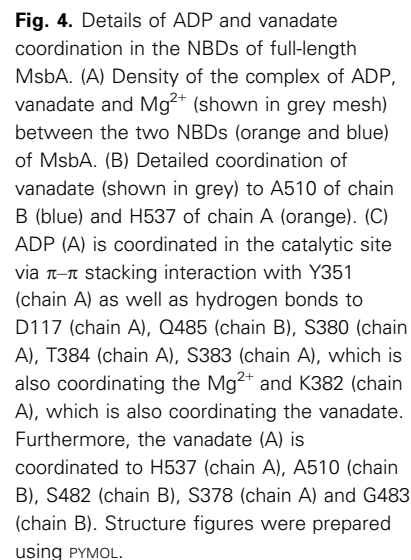 Fig. 4. Details of ADP and vanadate
coordination in the NBDs of full-length
MsbA. (A) Density of the complex of ADP,
vanadate and Mg2+ (shown in grey mesh)
between the two NBDs (orange and blue)
of MsbA. (B) Detailed coordination of
vanadate (shown in grey) to A510 of chain
B (blue) and H537 of chain A (orange). (C)
ADP (A) is coordinated in the catalytic site
via π–π stacking interaction with Y351
(chain A) as well as hydrogen bonds to
D117 (chain A), Q485 (chain B), S380 (chain
A), T384 (chain A), S383 (chain A), which is
also coordinating the Mg2+ and K382 (chain
A), which is also coordinating the vanadate.
Furthermore, the vanadate (A) is
coordinated to H537 (chain A), A510 (chain
B), S482 (chain B), S378 (chain A) and G483
(chain B). Structure figures were prepared
using PYMOL.